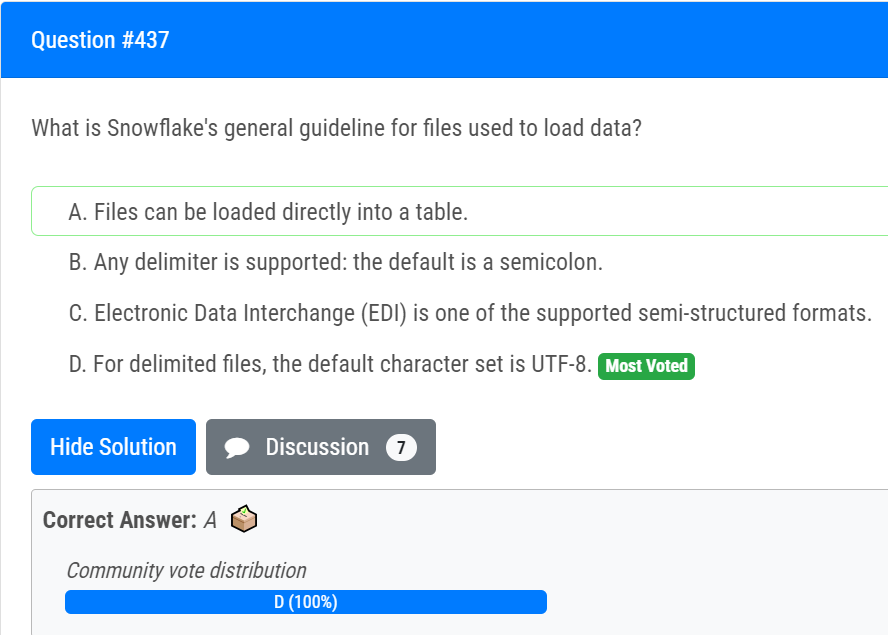 Question #437
What is Snowflake's general guideline for files used to load data?
A. Files can be loaded directly into a table.
B. Any delimiter is supported: the default is a semicolon.
C. Electronic Data Interchange (EDI) is one of the supported semi-structured formats.
D. For delimited files, the default character set is UTF-8. Most Voted
Hide Solution Discussion 7
Correct Answer: A
Community vote distribution
D (100%)